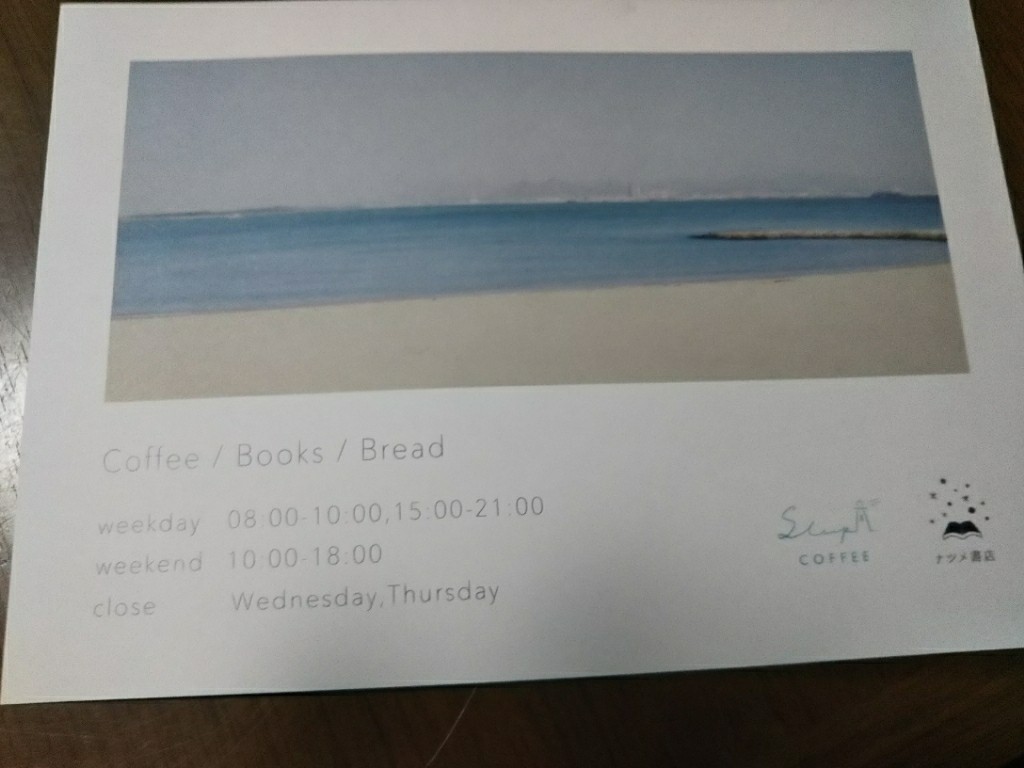 Coffee / Books / Bread
weekday 08:00-10:00,15:00-21:00
weekend 10:00-18:00
close Wednesday,Thursday
COFFEE
ナツメ書店